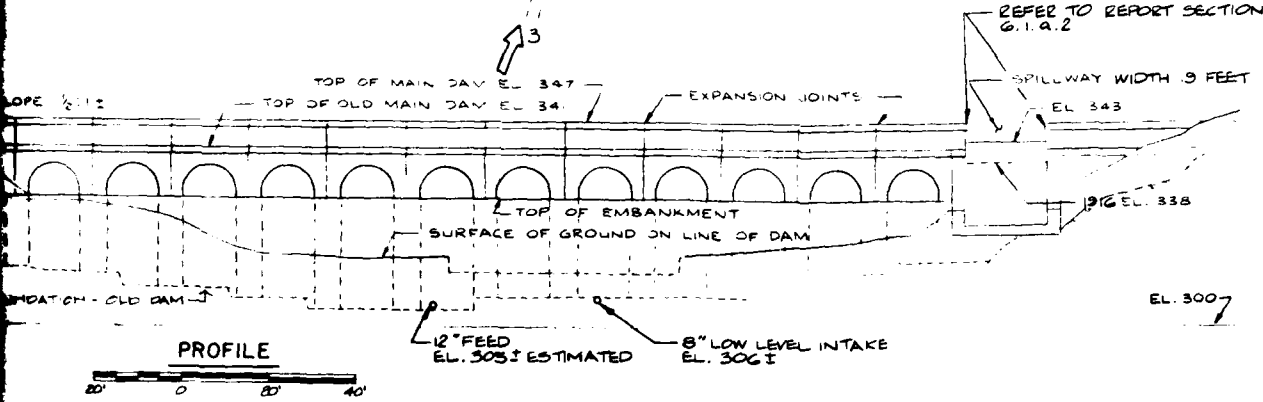 REFER TO REPORT SECTION
6.1.a.2
3
TOP OF MAIN DAM EL 347
SPILLWAY WIDTH 9 FEET
LOPE ½:1±
TOP OF OLD MAIN DAM EL 34
EXPANSION JOINTS
EL 343
TOP OF EMBANKMENT
EL. 338
SURFACE OF GROUND ON LINE OF DAM
NDATION - OLD DAM
EL. 300
12" FEED
EL. 305± ESTIMATED
8" LOW LEVEL INTAKE
EL. 306±
PROFILE
20' 0 20' 40'